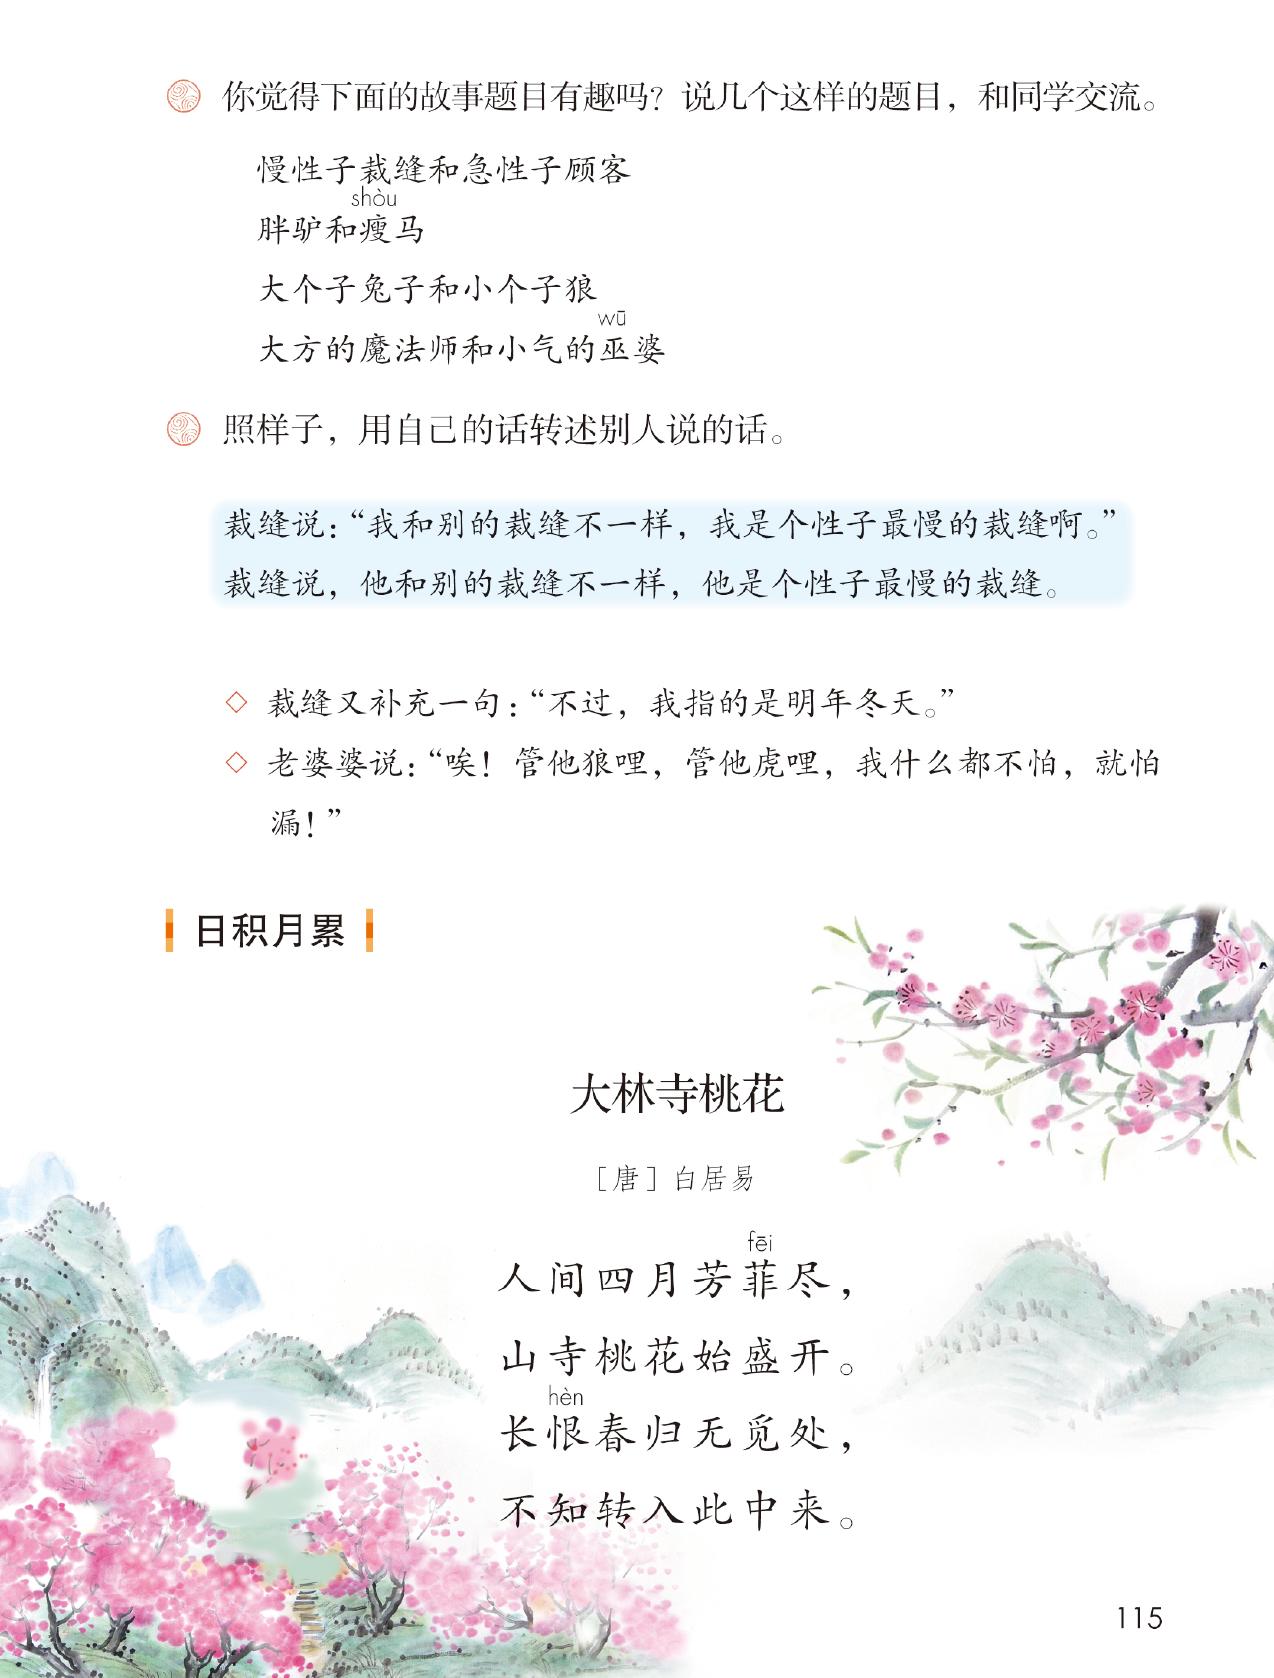 你觉得下面的故事题目有趣吗？说几个这样的题目，和同学交流。
慢性子裁缝和急性子顾客
shòu
胖驴和瘦马
大个子兔子和小个子狼
wū
大方的魔法师和小气的巫婆
照样子，用自己的话转述别人说的话。
裁缝说：“我和别的裁缝不一样，我是个性子最慢的裁缝啊。”
裁缝说，他和别的裁缝不一样，他是个性子最慢的裁缝。
◇ 裁缝又补充一句：“不过，我指的是明年冬天。”
◇ 老婆婆说：“唉！管他狼哩，管他虎哩，我什么都不怕，就怕
漏！”
日积月累
大林寺桃花
［唐］白居易
fēi
人间四月芳菲尽，
山寺桃花始盛开。
hèn
长恨春归无觅处，
不知转入此中来。
115